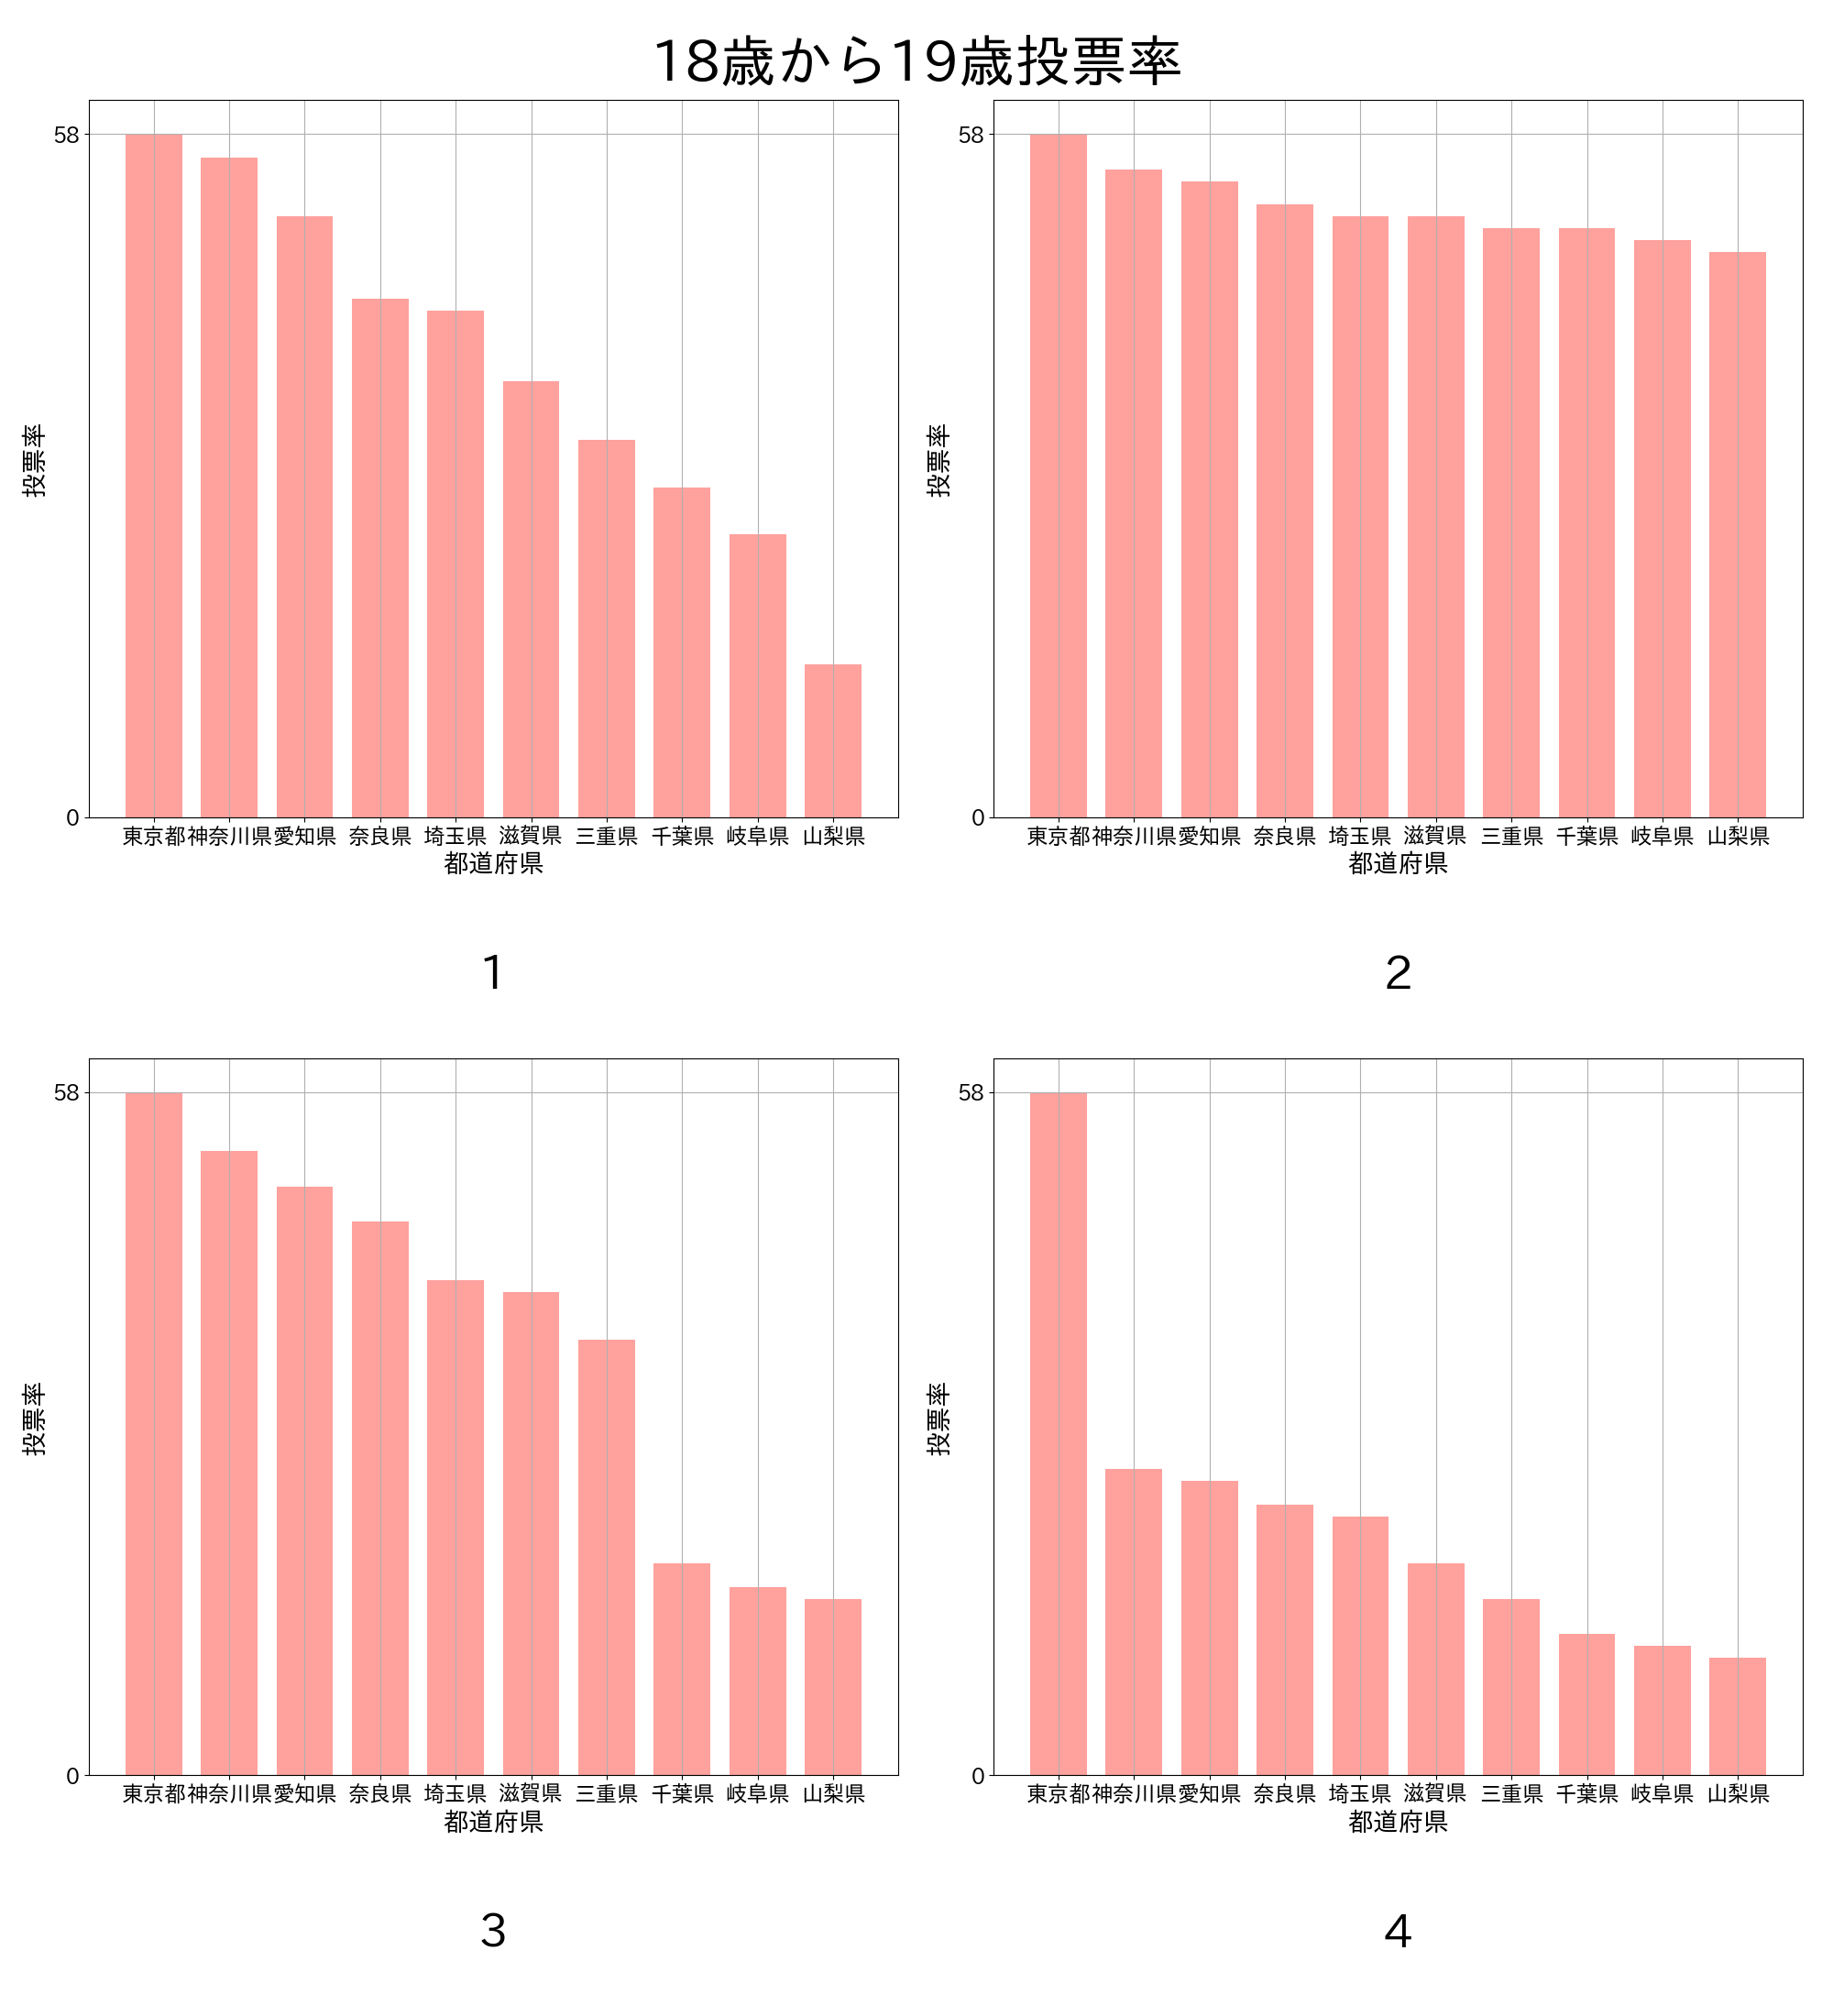 18歳から19歳投票率
58
0
投票率
東京都 神奈川県 愛知県 奈良県 埼玉県 滋賀県 三重県 千葉県 岐阜県 山梨県
都道府県
1
58
0
投票率
東京都 神奈川県 愛知県 奈良県 埼玉県 滋賀県 三重県 千葉県 岐阜県 山梨県
都道府県
2
58
0
投票率
東京都 神奈川県 愛知県 奈良県 埼玉県 滋賀県 三重県 千葉県 岐阜県 山梨県
都道府県
3
58
0
投票率
東京都 神奈川県 愛知県 奈良県 埼玉県 滋賀県 三重県 千葉県 岐阜県 山梨県
都道府県
4